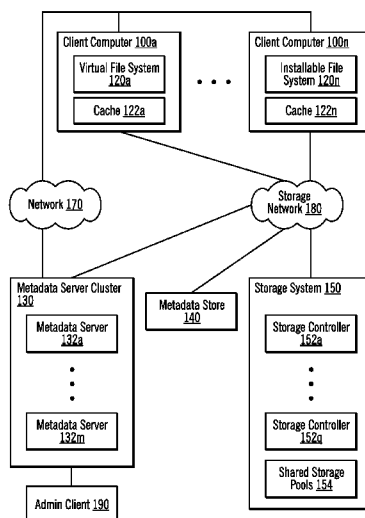 Client Computer 100a
Virtual File System
120a
Cache 122a
Client Computer 100n
Installable File
System 120n
Cache 122n
Network 170
Storage
Network 180
Metadata Server Cluster
130
Metadata Server
132a
Metadata Server
132m
Admin Client 190
Metadata Store
140
Storage System 150
Storage Controller
152a
Storage Controller
152q
Shared Storage
Pools 154